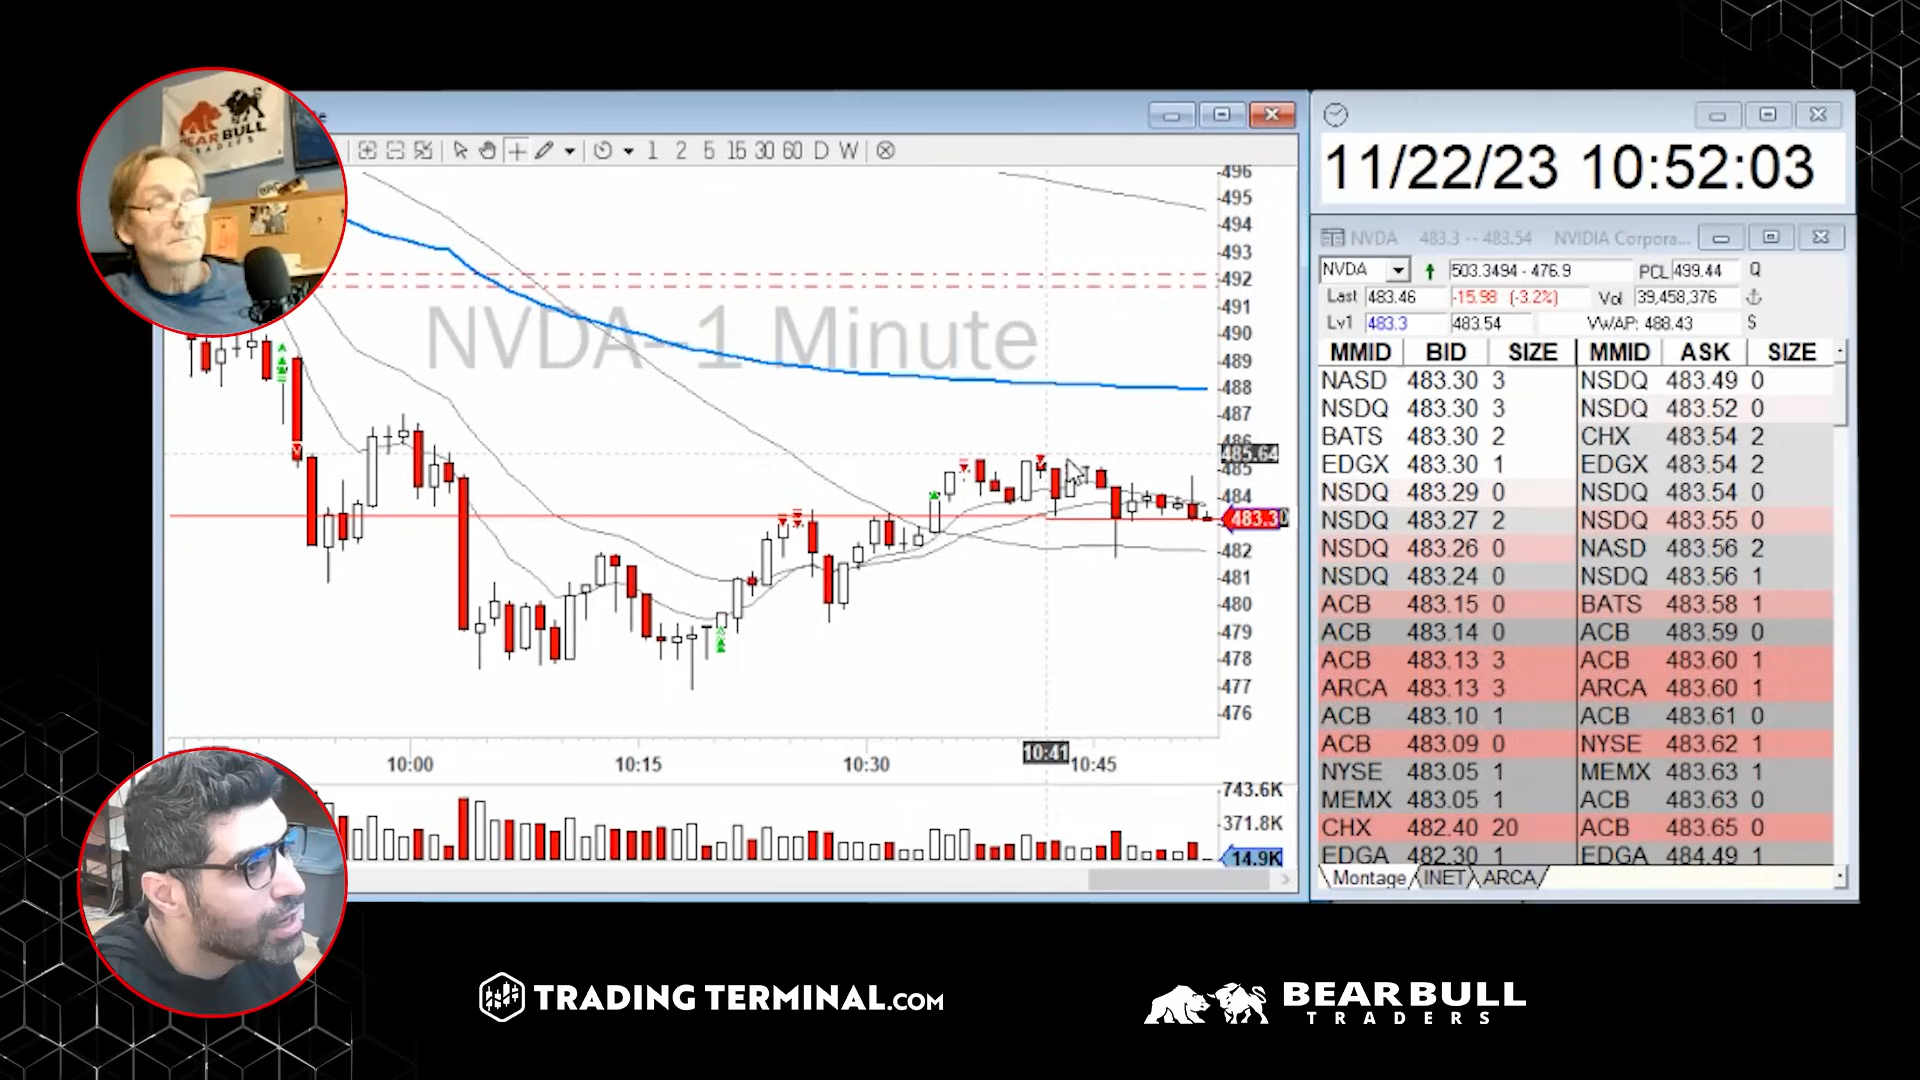 BEAR BULL
TRADERS
1 2 5 15 30 60 D W
NVDA--1 Minute
496
495
494
493
492
491
490
489
488
487
486
485.64
485
484
483.30
482
481
480
479
478
477
476
10:00 10:15 10:30 10:41 10:45
743.6K
371.8K
14.9K
11/22/23 10:52:03
NVDA 483.3 -- 483.54 NVIDIA Corpora...
NVDA 503.3494 - 476.9 PCL 499.44 Q
Last 483.46 -15.98 (-3.2%) Vol 39,458,376
Lv1 483.3 483.54 VWAP: 488.43 S
MMID BID SIZE MMID ASK SIZE
NASD 483.30 3 NSDQ 483.49 0
NSDQ 483.30 3 NSDQ 483.52 0
BATS 483.30 2 CHX 483.54 2
EDGX 483.30 1 EDGX 483.54 2
NSDQ 483.29 0 NSDQ 483.54 0
NSDQ 483.27 2 NSDQ 483.55 0
NSDQ 483.26 0 NASD 483.56 2
NSDQ 483.24 0 NSDQ 483.56 1
ACB 483.15 0 BATS 483.58 1
ACB 483.14 0 ACB 483.59 0
ACB 483.13 3 ACB 483.60 1
ARCA 483.13 3 ARCA 483.60 1
ACB 483.10 1 ACB 483.61 0
ACB 483.09 0 NYSE 483.62 1
NYSE 483.05 1 MEMX 483.63 1
MEMX 483.05 1 ACB 483.63 0
CHX 482.40 20 ACB 483.65 0
EDGA 482.30 1 EDGA 484.49 1
Montage INET ARCA
TRADING TERMINAL.COM
BEAR BULL
TRADERS